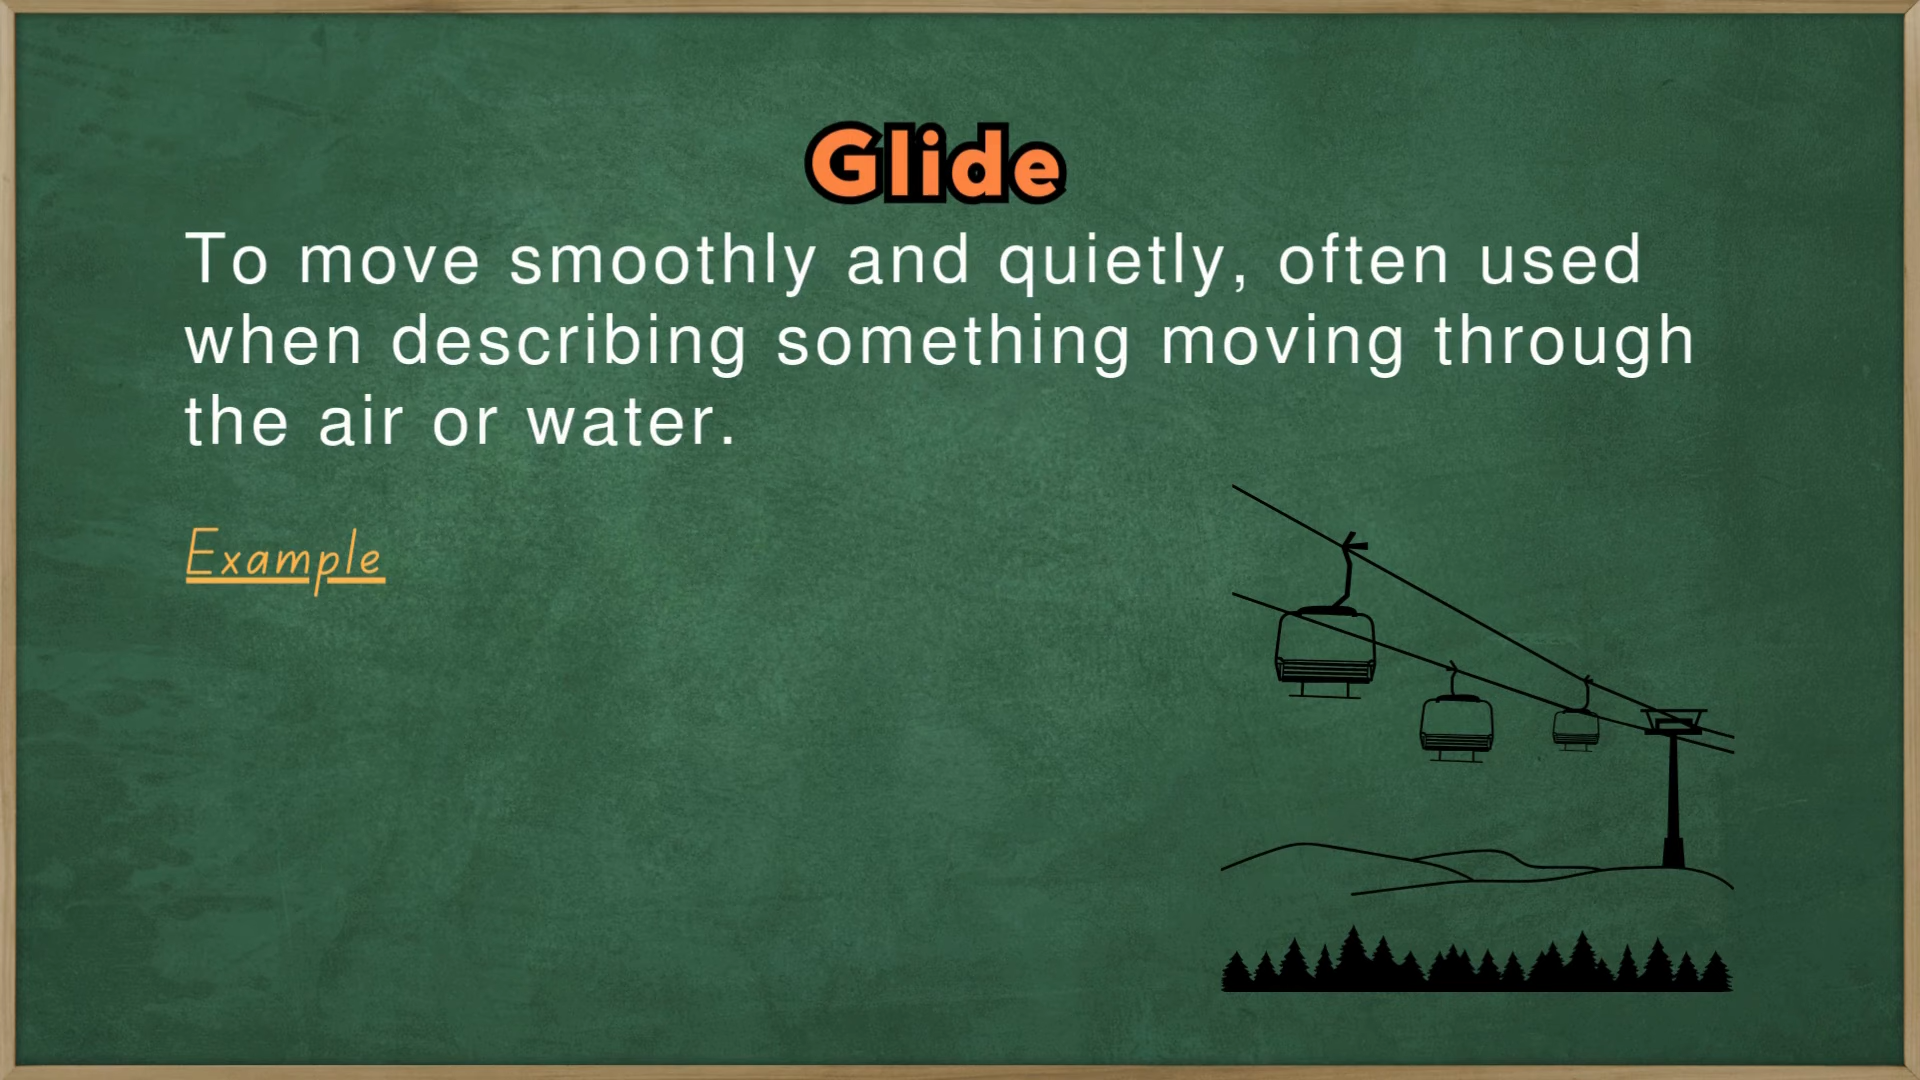 Glide
To move smoothly and quietly, often used
when describing something moving through
the air or water.
Example